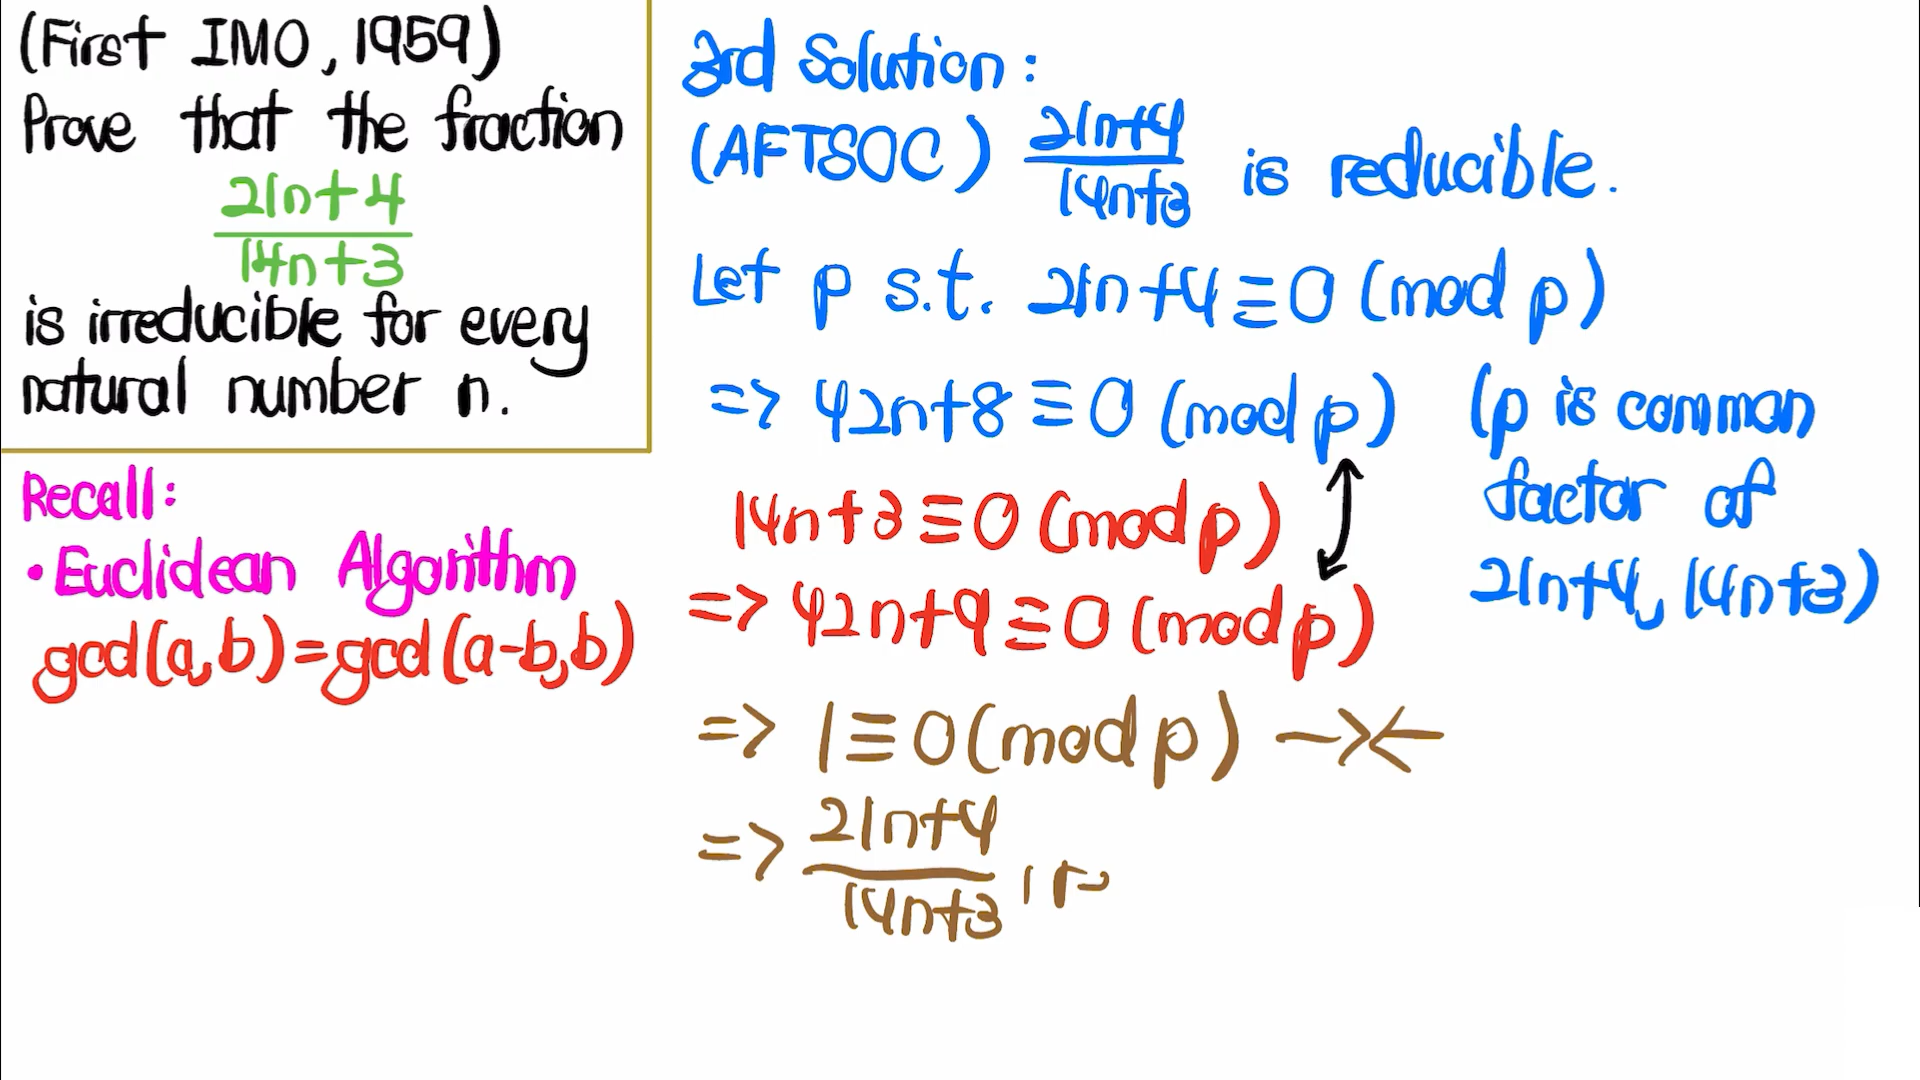 (First IMO, 1959)
Prove that the fraction
21n+4
14n+3
is irreducible for every
natural number n.
Recall:
• Euclidean Algorithm
gcd(a,b)=gcd(a-b,b)
3rd Solution:
(AFTSOC) 21n+4/14n+3 is reducible.
Let p s.t. 21n+4≡0 (mod p)
=> 42n+8≡0 (mod p)
(p is common
factor of
21n+4, 14n+3)
14n+3≡0 (mod p)
=> 42n+9≡0 (mod p)
=> 1≡0 (mod p) →←
=> 21n+4/14n+3 ir